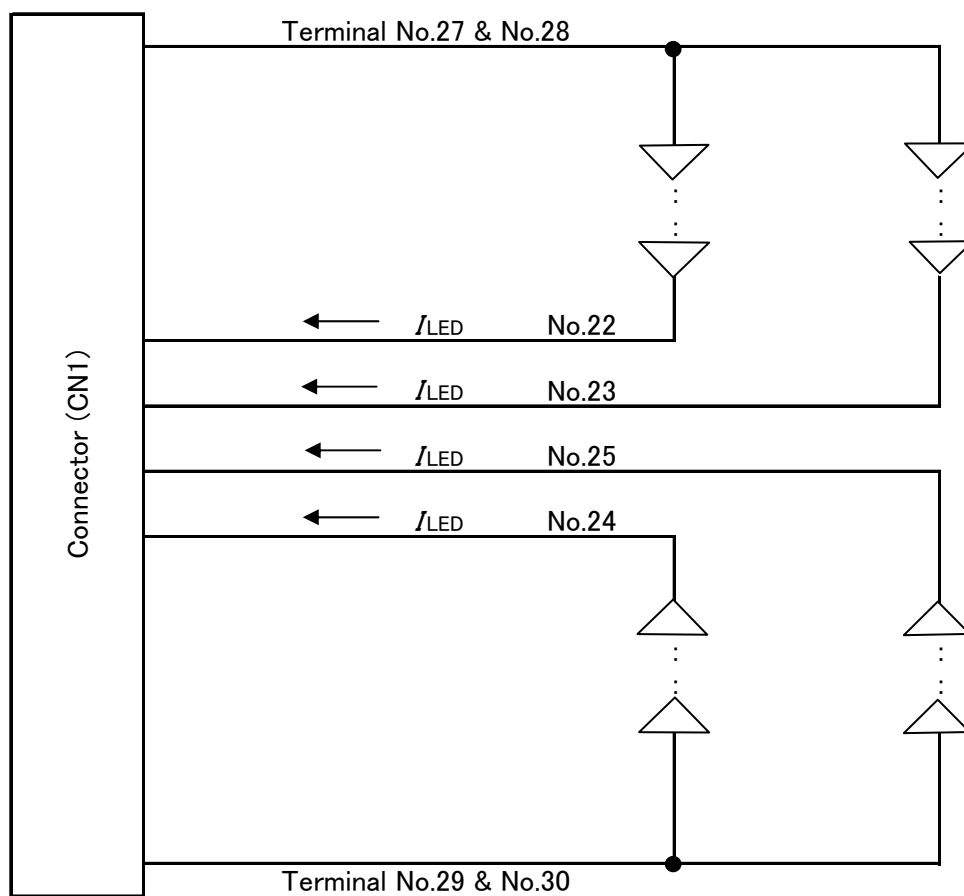 Terminal No.27 & No.28
ILED No.22
ILED No.23
Connector (CN1)
ILED No.25
ILED No.24
Terminal No.29 & No.30